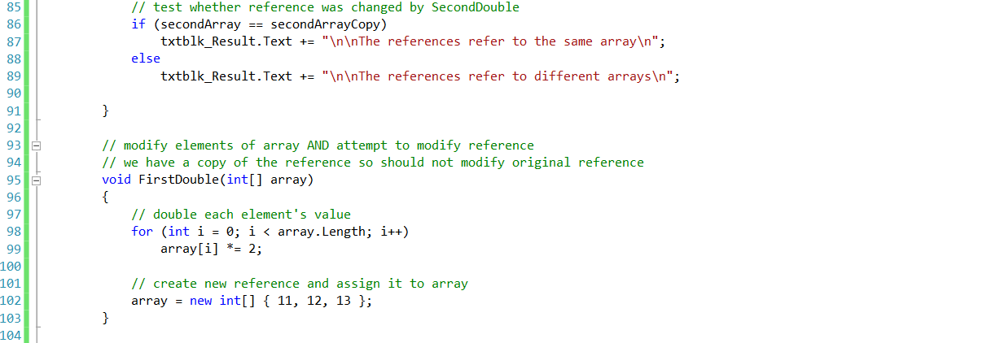 85 // test whether reference was changed by SecondDouble
86 if (secondArray == secondArrayCopy)
87 txtblk_Result.Text += "\n\nThe references refer to the same array\n";
88 else
89 txtblk_Result.Text += "\n\nThe references refer to different arrays\n";
90
91 }
92
93 // modify elements of array AND attempt to modify reference
94 // we have a copy of the reference so should not modify original reference
95 void FirstDouble(int[] array)
96 {
97 // double each element's value
98 for (int i = 0; i < array.Length; i++)
99 array[i] *= 2;
100
101 // create new reference and assign it to array
102 array = new int[] { 11, 12, 13 };
103 }
104